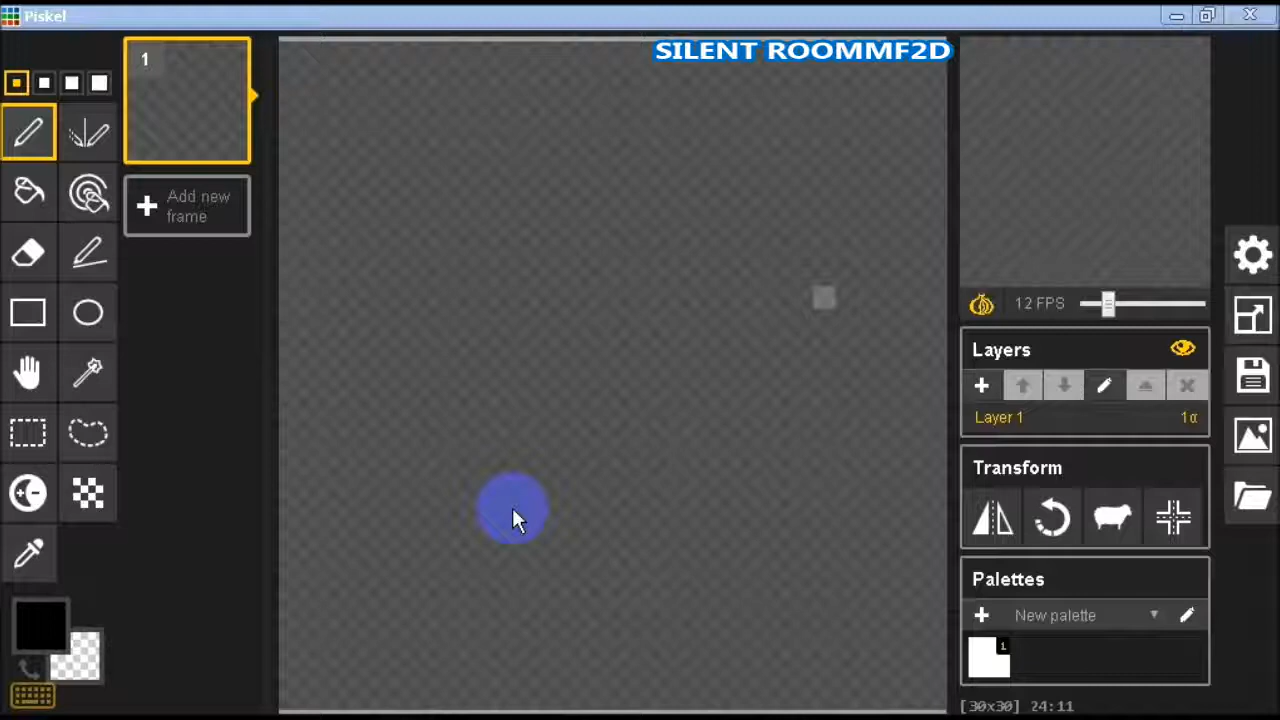 Piskel
SILENT ROOMMF2D
1
Add new
frame
12 FPS
Layers
Layer 1
1α
Transform
Palettes
New palette
1
[30x30] 24:11